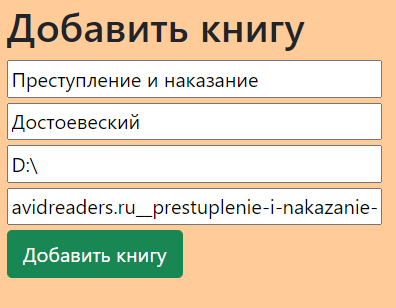 Добавить книгу
Преступление и наказание
Достоевеский
D:\
avidreaders.ru__prestuplenie-i-nakazanie-
Добавить книгу